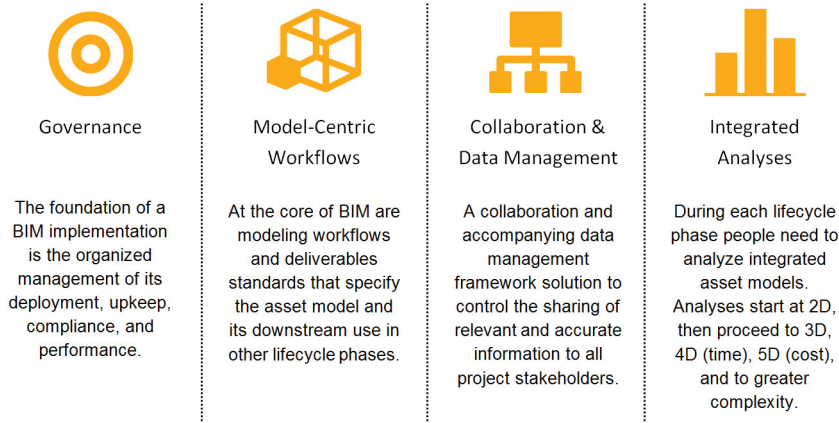 Governance
The foundation of a
BIM implementation
is the organized
management of its
deployment, upkeep,
compliance, and
performance.
Model-Centric
Workflows
At the core of BIM are
modeling workflows
and deliverables
standards that specify
the asset model and
its downstream use in
other lifecycle phases.
Collaboration &
Data Management
A collaboration and
accompanying data
management
framework solution to
control the sharing of
relevant and accurate
information to all
project stakeholders.
Integrated
Analyses
During each lifecycle
phase people need to
analyze integrated
asset models.
Analyses start at 2D,
then proceed to 3D,
4D (time), 5D (cost),
and to greater
complexity.